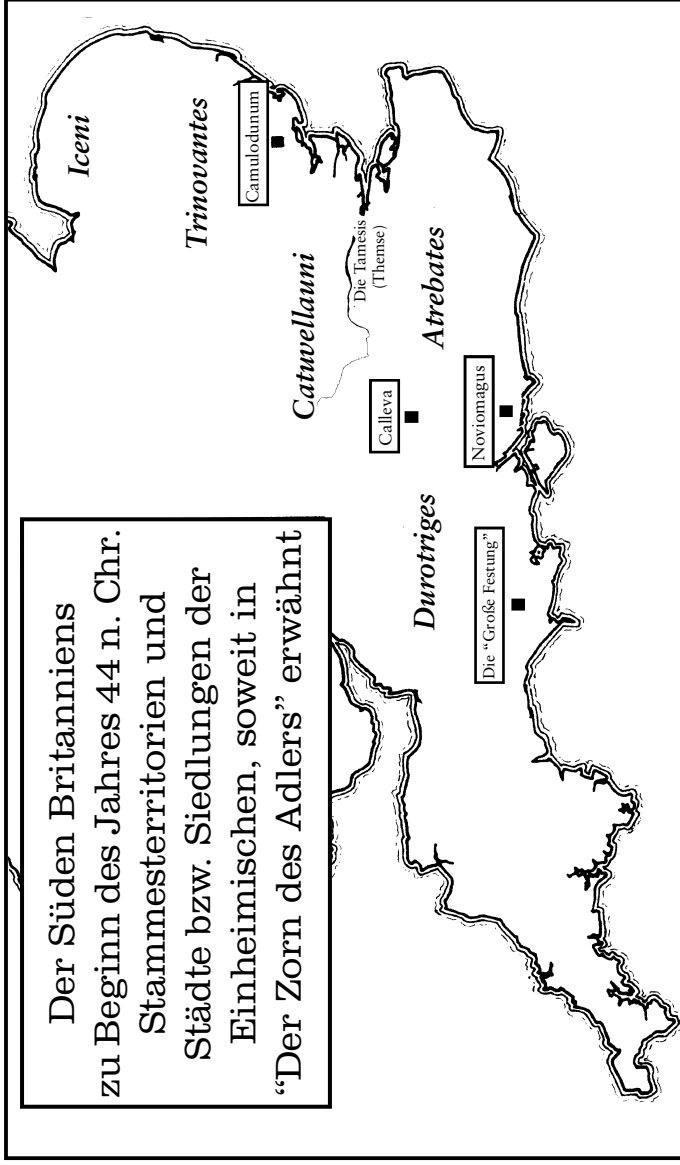 Der Süden Britanniens
zu Beginn des Jahres 44 n. Chr.
Stammesterritorien und
Städte bzw. Siedlungen der
Einheimischen, soweit in
“Der Zorn des Adlers” erwähnt
Iceni
Trinovantes
Camulodunum
Catuvellauni
Die Tamesis
(Themse)
Atrebates
Calleva
Noviomagus
Durotriges
Die “Große Festung”